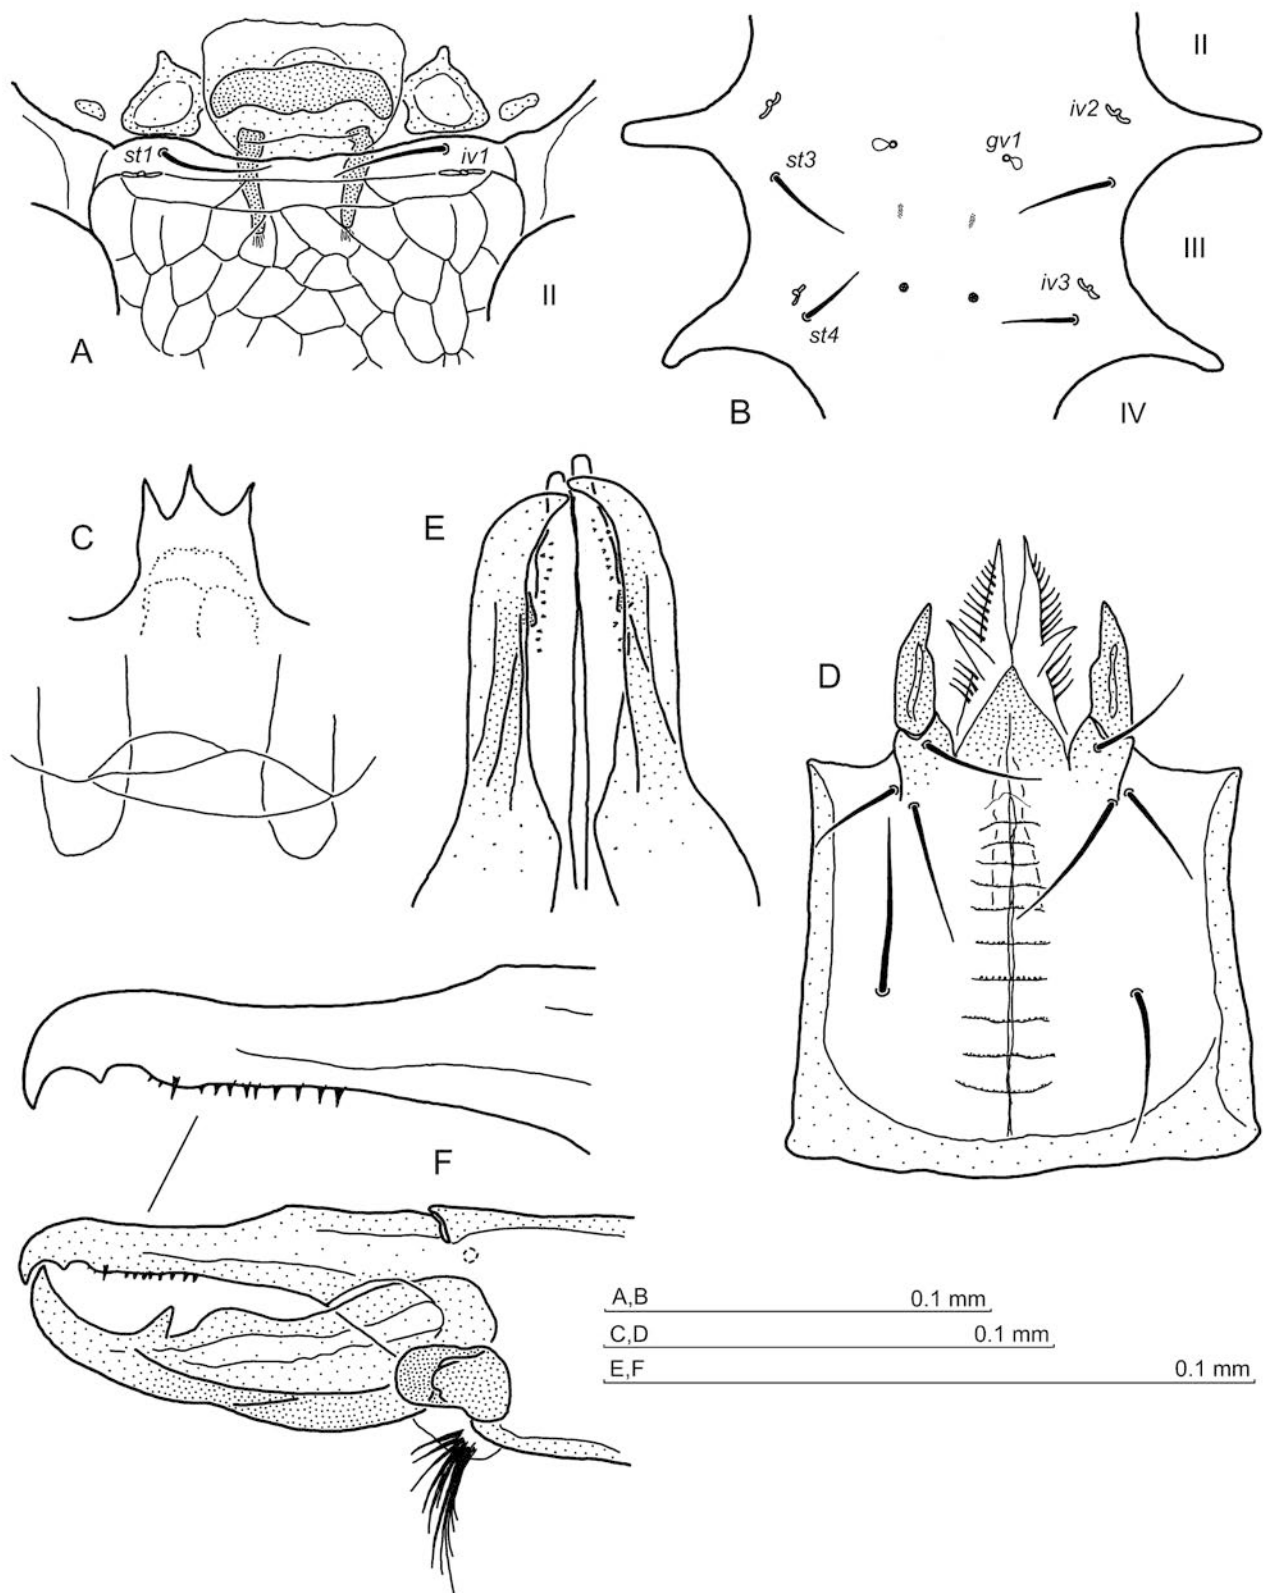 II
iv2
st1
iv1
gv1
st3
III
II
iv3
A
st4
B
IV
C
E
D
F
A,B 0.1 mm
C,D 0.1 mm
E,F 0.1 mm